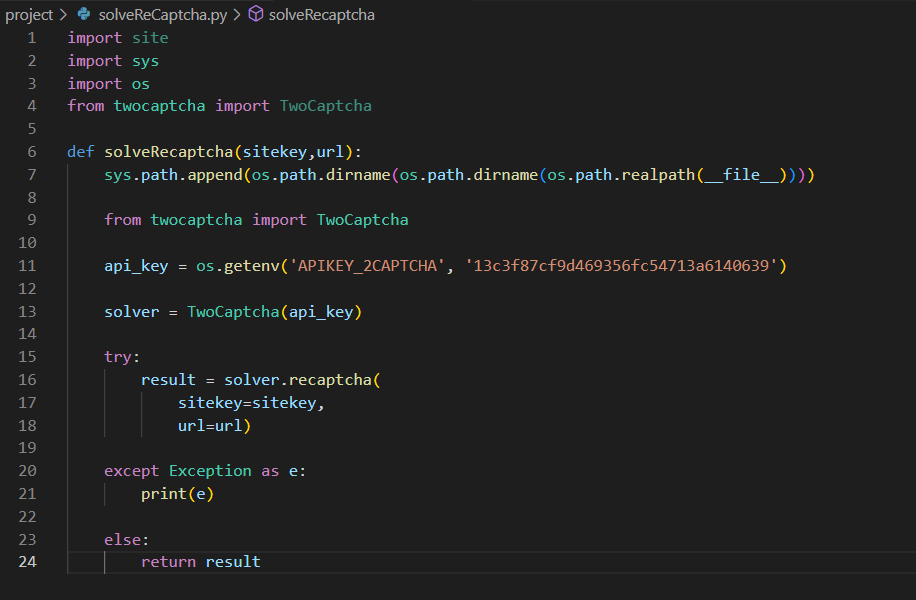 project > solveReCaptcha.py > solveRecaptcha
1 import site
2 import sys
3 import os
4 from twocaptcha import TwoCaptcha
5
6 def solveRecaptcha(sitekey,url):
7     sys.path.append(os.path.dirname(os.path.dirname(os.path.realpath(__file__))))
8
9     from twocaptcha import TwoCaptcha
10
11     api_key = os.getenv('APIKEY_2CAPTCHA', '13c3f87cf9d469356fc54713a6140639')
12
13     solver = TwoCaptcha(api_key)
14
15     try:
16         result = solver.recaptcha(
17             sitekey=sitekey,
18             url=url)
19
20     except Exception as e:
21         print(e)
22
23     else:
24         return result